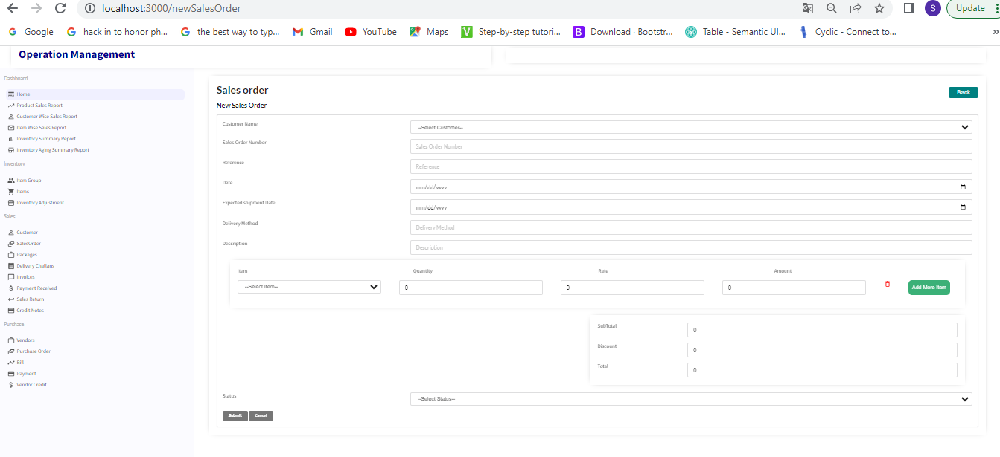 localhost:3000/newSalesOrder S Update
Google hack in to honor ph... the best way to typ... Gmail YouTube Maps Step-by-step tutori... Download · Bootstr... Table - Semantic UI... Cyclic - Connect to... »
Operation Management
Dashboard
Home
Product Sales Report
Customer Wise Sales Report
Item Wise Sales Report
Inventory Summary Report
Inventory Aging Summary Report
Inventory
Item Group
Items
Inventory Adjustment
Sales
Customer
SalesOrder
Packages
Delivery Challans
Invoices
Payment Received
Sales Return
Credit Notes
Purchase
Vendors
Purchase Order
Bill
Payment
Vendor Credit
Sales order
Back
New Sales Order
Customer Name --Select Customer--
Sales Order Number Sales Order Number
Reference Reference
Date mm/dd/yyyy
Expected shipment Date mm/dd/yyyy
Delivery Method Delivery Method
Description Description
Item Quantity Rate Amount
--Select Item-- 0 0 0 Add More Item
SubTotal 0
Discount 0
Total 0
Status --Select Status--
Submit Cancel